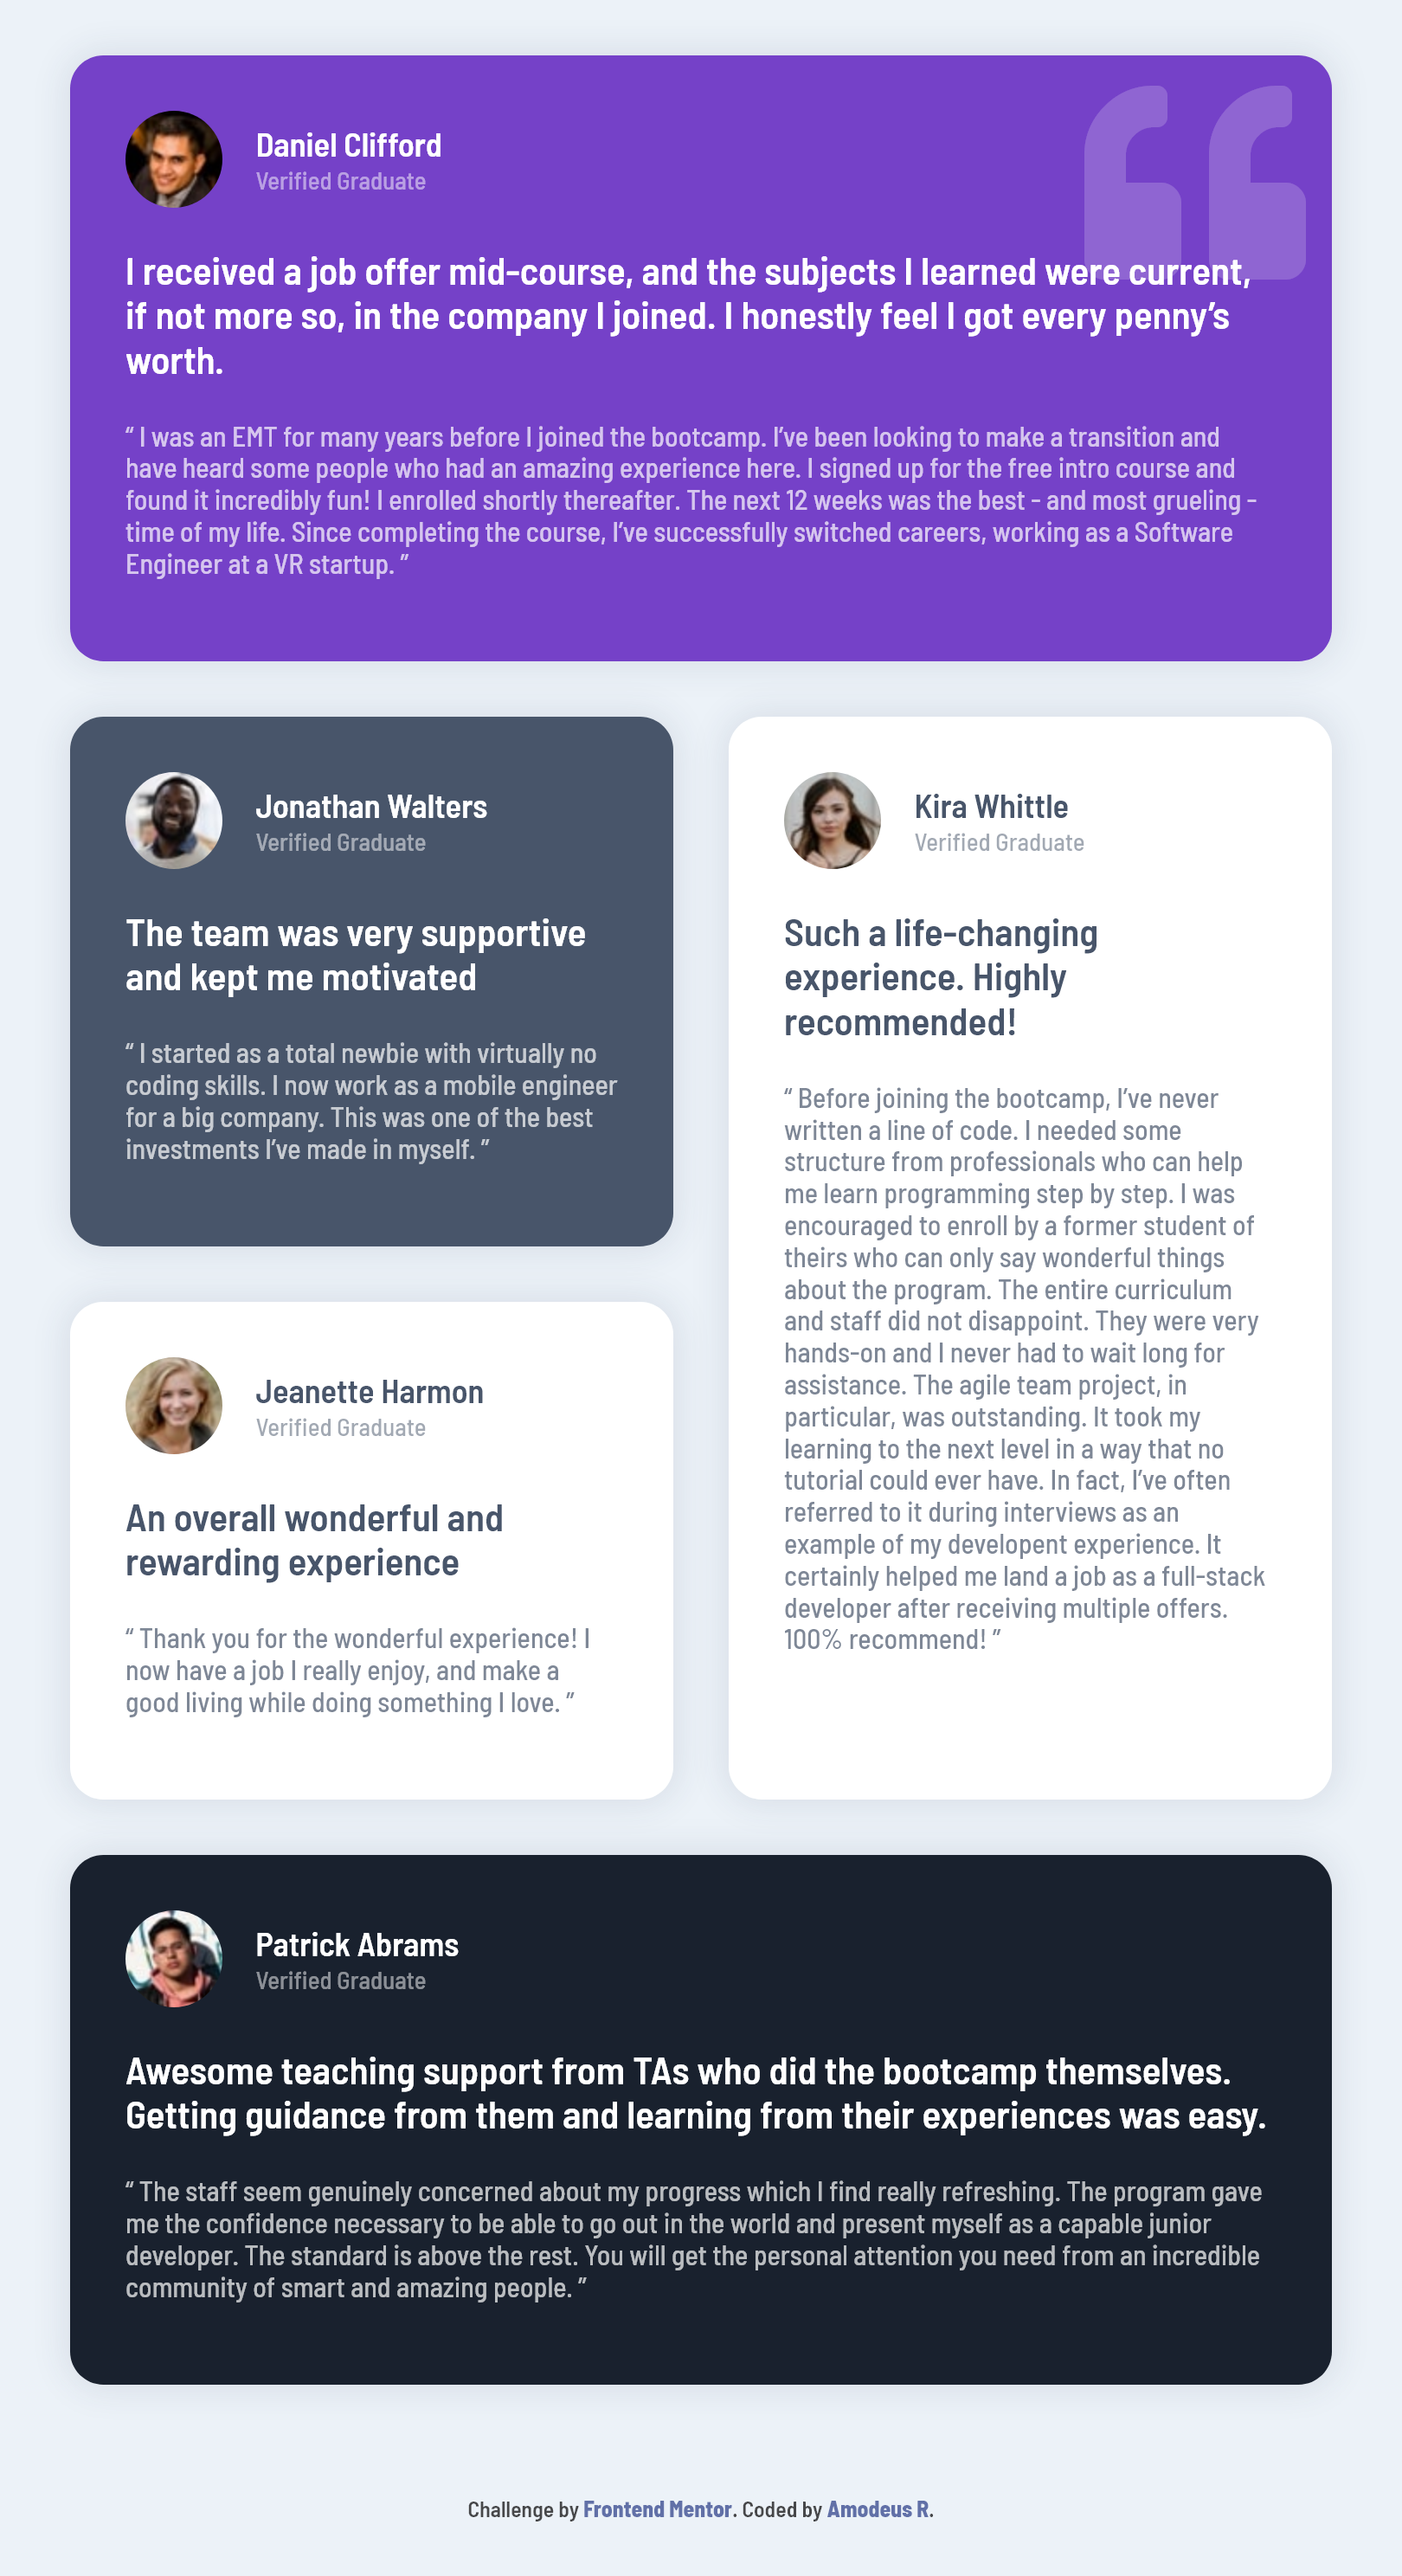 Daniel Clifford
Verified Graduate
I received a job offer mid-course, and the subjects I learned were current,
if not more so, in the company I joined. I honestly feel I got every penny’s
worth.
“ I was an EMT for many years before I joined the bootcamp. I’ve been looking to make a transition and
have heard some people who had an amazing experience here. I signed up for the free intro course and
found it incredibly fun! I enrolled shortly thereafter. The next 12 weeks was the best - and most grueling -
time of my life. Since completing the course, I’ve successfully switched careers, working as a Software
Engineer at a VR startup. ”
Jonathan Walters
Verified Graduate
The team was very supportive
and kept me motivated
“ I started as a total newbie with virtually no
coding skills. I now work as a mobile engineer
for a big company. This was one of the best
investments I’ve made in myself. ”
Kira Whittle
Verified Graduate
Such a life-changing
experience. Highly
recommended!
“ Before joining the bootcamp, I’ve never
written a line of code. I needed some
structure from professionals who can help
me learn programming step by step. I was
encouraged to enroll by a former student of
theirs who can only say wonderful things
about the program. The entire curriculum
and staff did not disappoint. They were very
hands-on and I never had to wait long for
assistance. The agile team project, in
particular, was outstanding. It took my
learning to the next level in a way that no
tutorial could ever have. In fact, I’ve often
referred to it during interviews as an
example of my developent experience. It
certainly helped me land a job as a full-stack
developer after receiving multiple offers.
100% recommend! ”
Jeanette Harmon
Verified Graduate
An overall wonderful and
rewarding experience
“ Thank you for the wonderful experience! I
now have a job I really enjoy, and make a
good living while doing something I love. ”
Patrick Abrams
Verified Graduate
Awesome teaching support from TAs who did the bootcamp themselves.
Getting guidance from them and learning from their experiences was easy.
“ The staff seem genuinely concerned about my progress which I find really refreshing. The program gave
me the confidence necessary to be able to go out in the world and present myself as a capable junior
developer. The standard is above the rest. You will get the personal attention you need from an incredible
community of smart and amazing people. ”
Challenge by Frontend Mentor. Coded by Amodeus R.